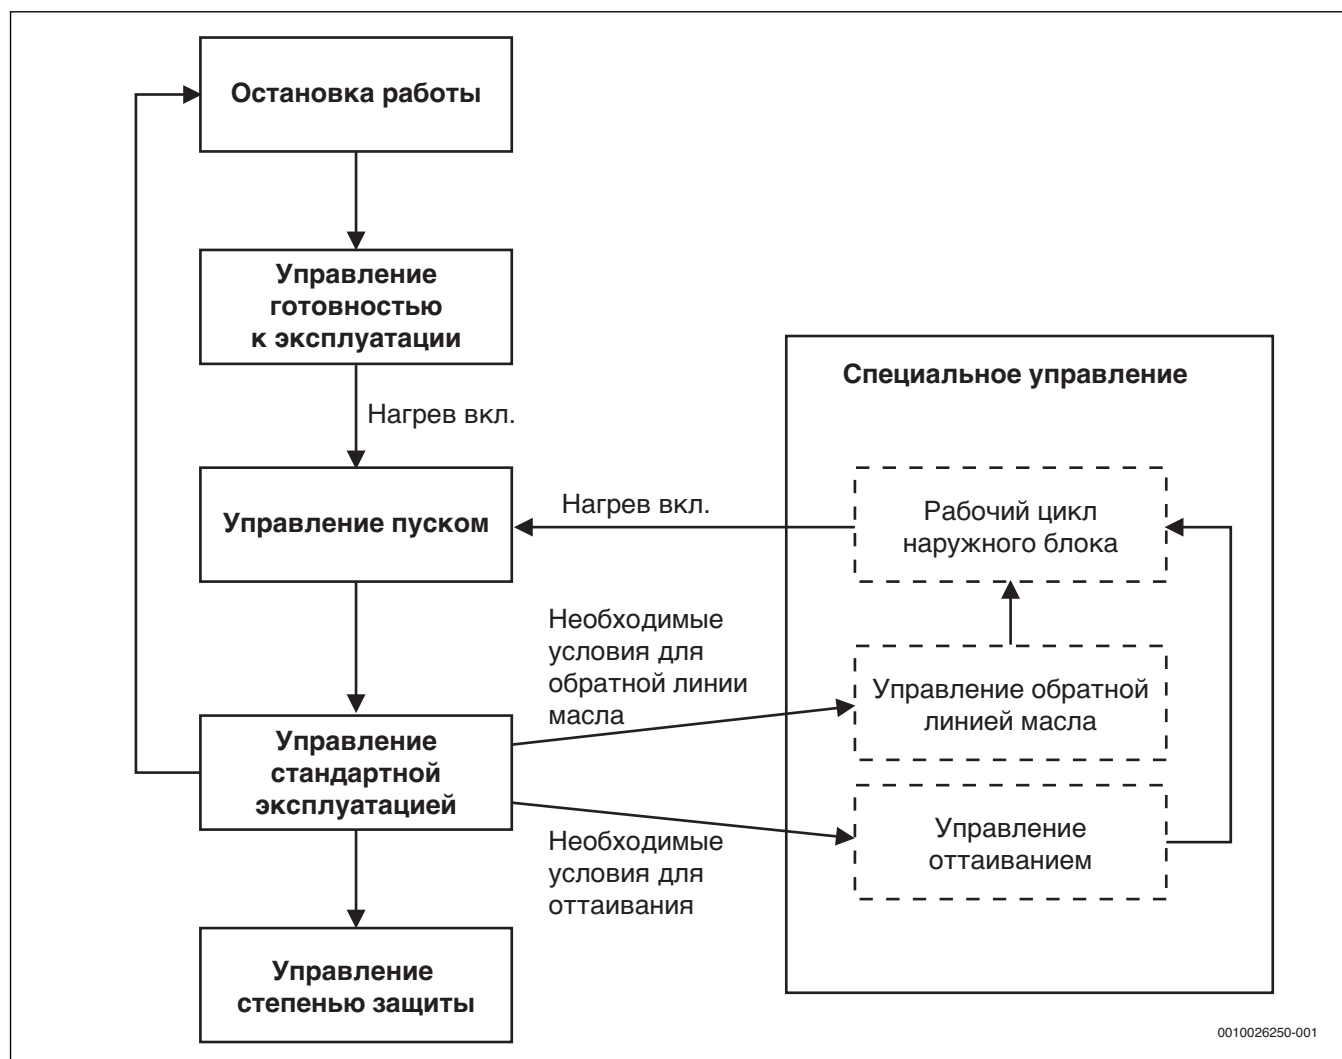 Остановка работы
Управление
готовностью
к эксплуатации
Нагрев вкл.
Управление пуском
Управление
стандартной
эксплуатацией
Управление
степенью защиты
Нагрев вкл.
Необходимые
условия для
обратной линии
масла
Необходимые
условия для
оттаивания
Специальное управление
Рабочий цикл
наружного блока
Управление обратной
линией масла
Управление
оттаиванием
0010026250-001